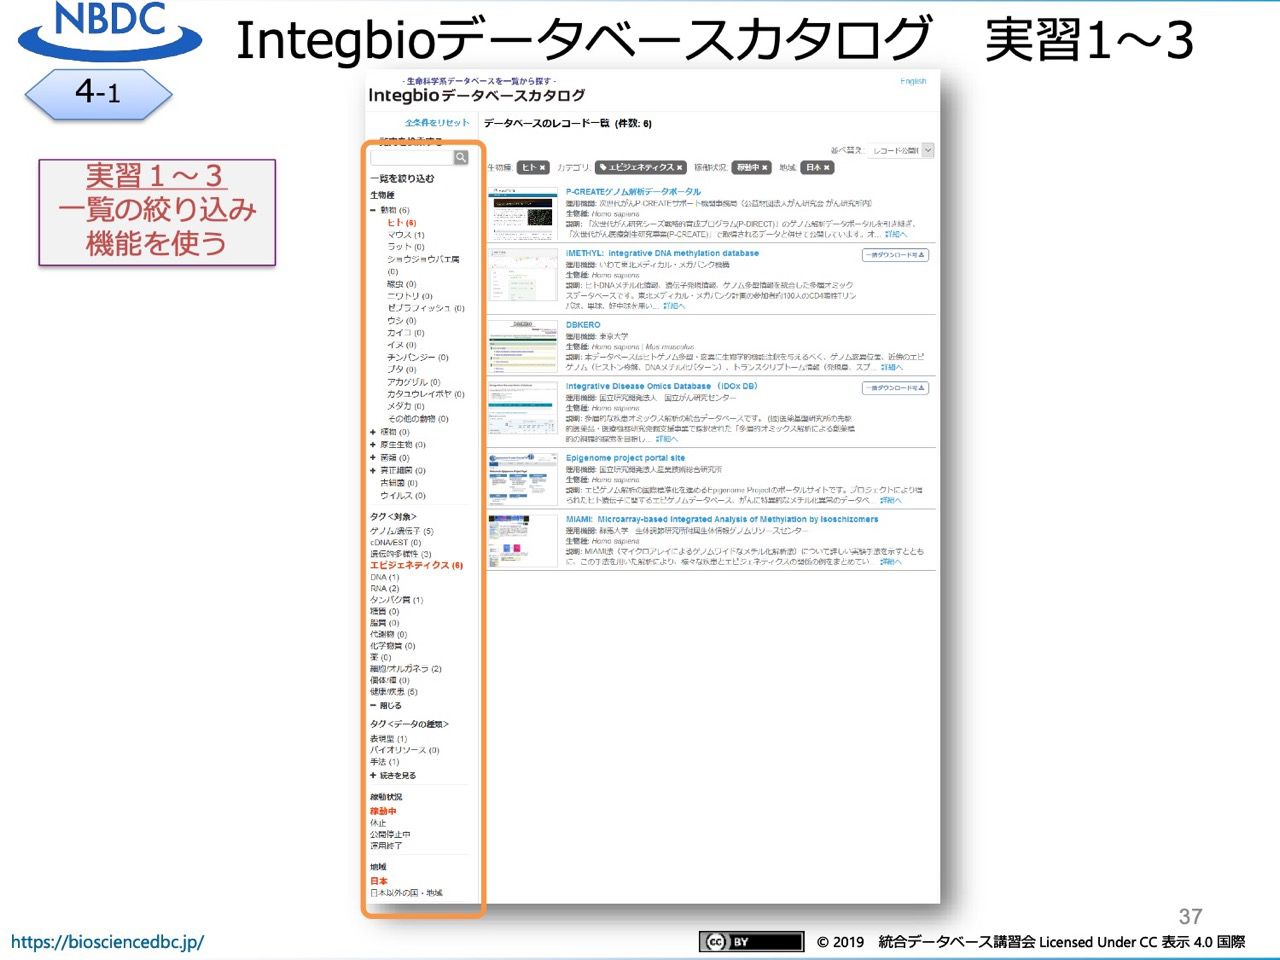 NBDC
Integbioデータベースカタログ 実習1～3
4-1
実習１～３
一覧の絞り込み
機能を使う
- 生命科学系データベースを一覧から探す -
Integbioデータベースカタログ
English
全条件をリセット
データベースのレコード一覧 (件数: 6)
並べ替え:
生物種: ヒト ✖ カテゴリ: エピジェネティクス ✖ 稼動状況: 稼動中 ✖ 地域: 日本 ✖
一覧を絞り込む
生物種
動物 (6)
ヒト (6)
マウス (1)
ラット (0)
ショウジョウバエ属
(0)
線虫 (0)
ニワトリ (0)
ゼブラフィッシュ (0)
ウシ (0)
カイコ (0)
イヌ (0)
チンパンジー (0)
ブタ (0)
アカゲザル (0)
カタユウレイボヤ (0)
メダカ (0)
その他の動物 (0)
植物 (0)
原生生物 (0)
菌類 (0)
真正細菌 (0)
古細菌 (0)
ウイルス (0)
タグ<対象>
ゲノム/遺伝子 (5)
cDNA/EST (0)
遺伝的多様性 (3)
エピジェネティクス (6)
DNA (1)
RNA (2)
タンパク質 (1)
糖質 (0)
脂質 (0)
代謝物 (0)
化学物質 (0)
薬 (0)
細胞/オルガネラ (2)
個体/種 (0)
健康/疾患 (5)
閉じる
タグ<データの種類>
表現型 (1)
バイオリソース (0)
手法 (1)
続きを見る
稼動状況
稼動中
休止
公開停止中
運用終了
地域
日本
日本以外の国・地域
P-CREATEゲノム解析データポータル
運用機関: 次世代がんP-CREATEサポート機関事務局（公益財団法人がん研究会 がん研究所内）
生物種: Homo sapiens
説明: 「次世代がん研究シーズ戦略的育成プログラム(P-DIRECT)」のゲノム解析データポータルを引き継ぎ、
「次世代がん医療創生研究事業(P-CREATE)」で取得されるデータと併せて公開しています。オ... 詳細へ
iMETHYL: Integrative DNA methylation database
一括ダウンロード可
運用機関: いわて東北メディカル・メガバンク機構
生物種: Homo sapiens
説明: ヒトDNAメチル化情報、遺伝子発現情報、ゲノム多型情報を統合した多層オミック
スデータベースです。東北メディカル・メガバンク計画の参加者約100人のCD4陽性Tリン
パ球、単球、好中球を用い... 詳細へ
DBKERO
運用機関: 東京大学
生物種: Homo sapiens | Mus musculus
説明: 本データベースはヒトゲノム多型・変異に生物学的機能注釈を与えるべく、ゲノム変異位置、近傍のエピ
ゲノム（ヒストン修飾、DNAメチル化パターン）、トランスクリプトーム情報（発現量、スプ... 詳細へ
Integrative Disease Omics Database （iDOx DB）
一括ダウンロード可
運用機関: 国立研究開発法人 国立がん研究センター
生物種: Homo sapiens
説明: 多層的な疾患オミックス解析の統合データベースです。(独)医薬基盤研究所の先駆
的医薬品・医療機器研究発掘支援事業で採択された「多層的オミックス解析による創薬標
的の網羅的探索を目指し... 詳細へ
Epigenome project portal site
運用機関: 国立研究開発法人産業技術総合研究所
生物種: Homo sapiens
説明: エピゲノム解析の国際標準化を進めるEpigenome Projectのポータルサイトです。プロジェクトにより得
られたヒト遺伝子に関するエピゲノムデータベース、がんに特異的なメチル化異常のデータベ... 詳細へ
MIAMI: Microarray-based Integrated Analysis of Methylation by Isoschizomers
運用機関: 群馬大学 生体調節研究所附属生体情報ゲノムリソースセンター
生物種: Homo sapiens
説明: MIAMI法（マイクロアレイによるゲノムワイドなメチル化解析法）について詳しい実験手法を示すととも
に、この手法を用いた解析により、様々な疾患とエピジェネティクスの関係の例をまとめてい... 詳細へ
37
https://biosciencedbc.jp/
cc BY
© 2019 統合データベース講習会 Licensed Under CC 表示 4.0 国際